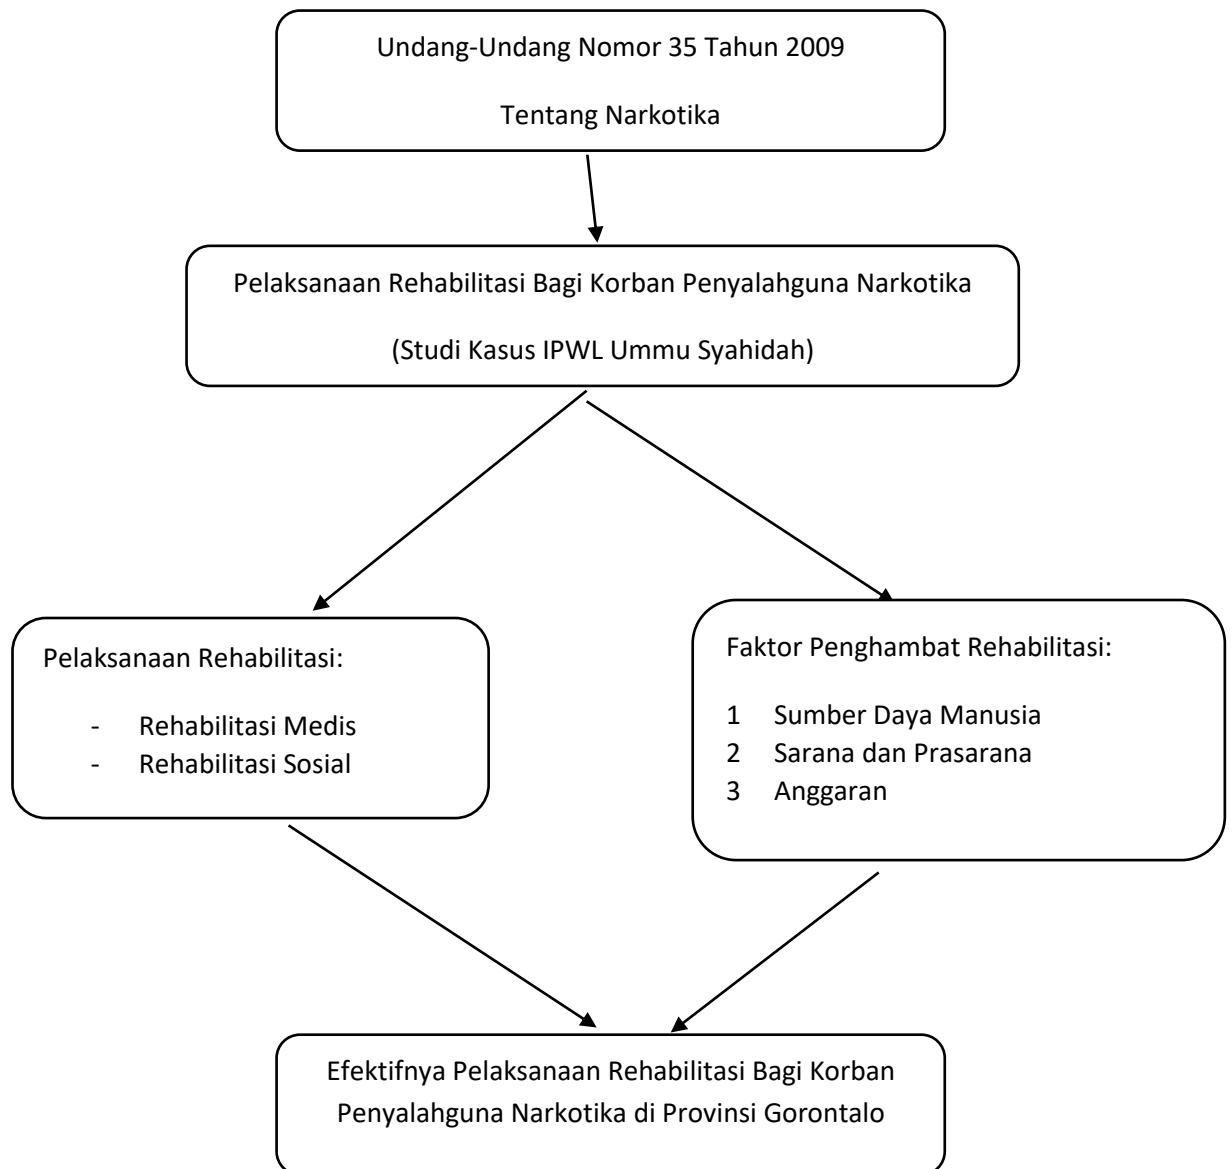 Undang-Undang Nomor 35 Tahun 2009
Tentang Narkotika
Pelaksanaan Rehabilitasi Bagi Korban Penyalahguna Narkotika
(Studi Kasus IPWL Ummu Syahidah)
Pelaksanaan Rehabilitasi:
- Rehabilitasi Medis
- Rehabilitasi Sosial
Faktor Penghambat Rehabilitasi:
1 Sumber Daya Manusia
2 Sarana dan Prasarana
3 Anggaran
Efektifnya Pelaksanaan Rehabilitasi Bagi Korban
Penyalahguna Narkotika di Provinsi Gorontalo